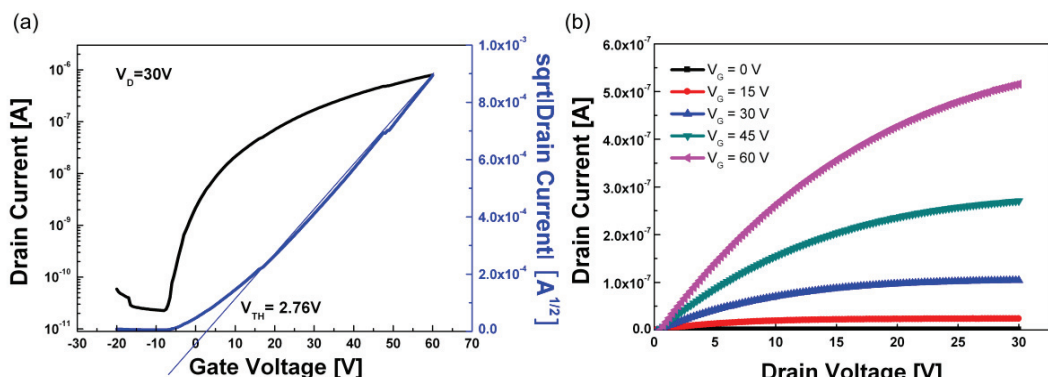 (a)
V_D=30V
V_TH = 2.76V
Drain Current [A]
10^-6
10^-7
10^-8
10^-9
10^-10
10^-11
-20 -10 0 10 20 30 40 50 60 70
Gate Voltage [V]
1.0x10^-3
8.0x10^-4
6.0x10^-4
4.0x10^-4
2.0x10^-4
0.0
sqrt|Drain Current| [A^1/2]
(b)
V_G = 0 V
V_G = 15 V
V_G = 30 V
V_G = 45 V
V_G = 60 V
Drain Current [A]
6.0x10^-7
5.0x10^-7
4.0x10^-7
3.0x10^-7
2.0x10^-7
1.0x10^-7
0.0
0 5 10 15 20 25 30
Drain Voltage [V]